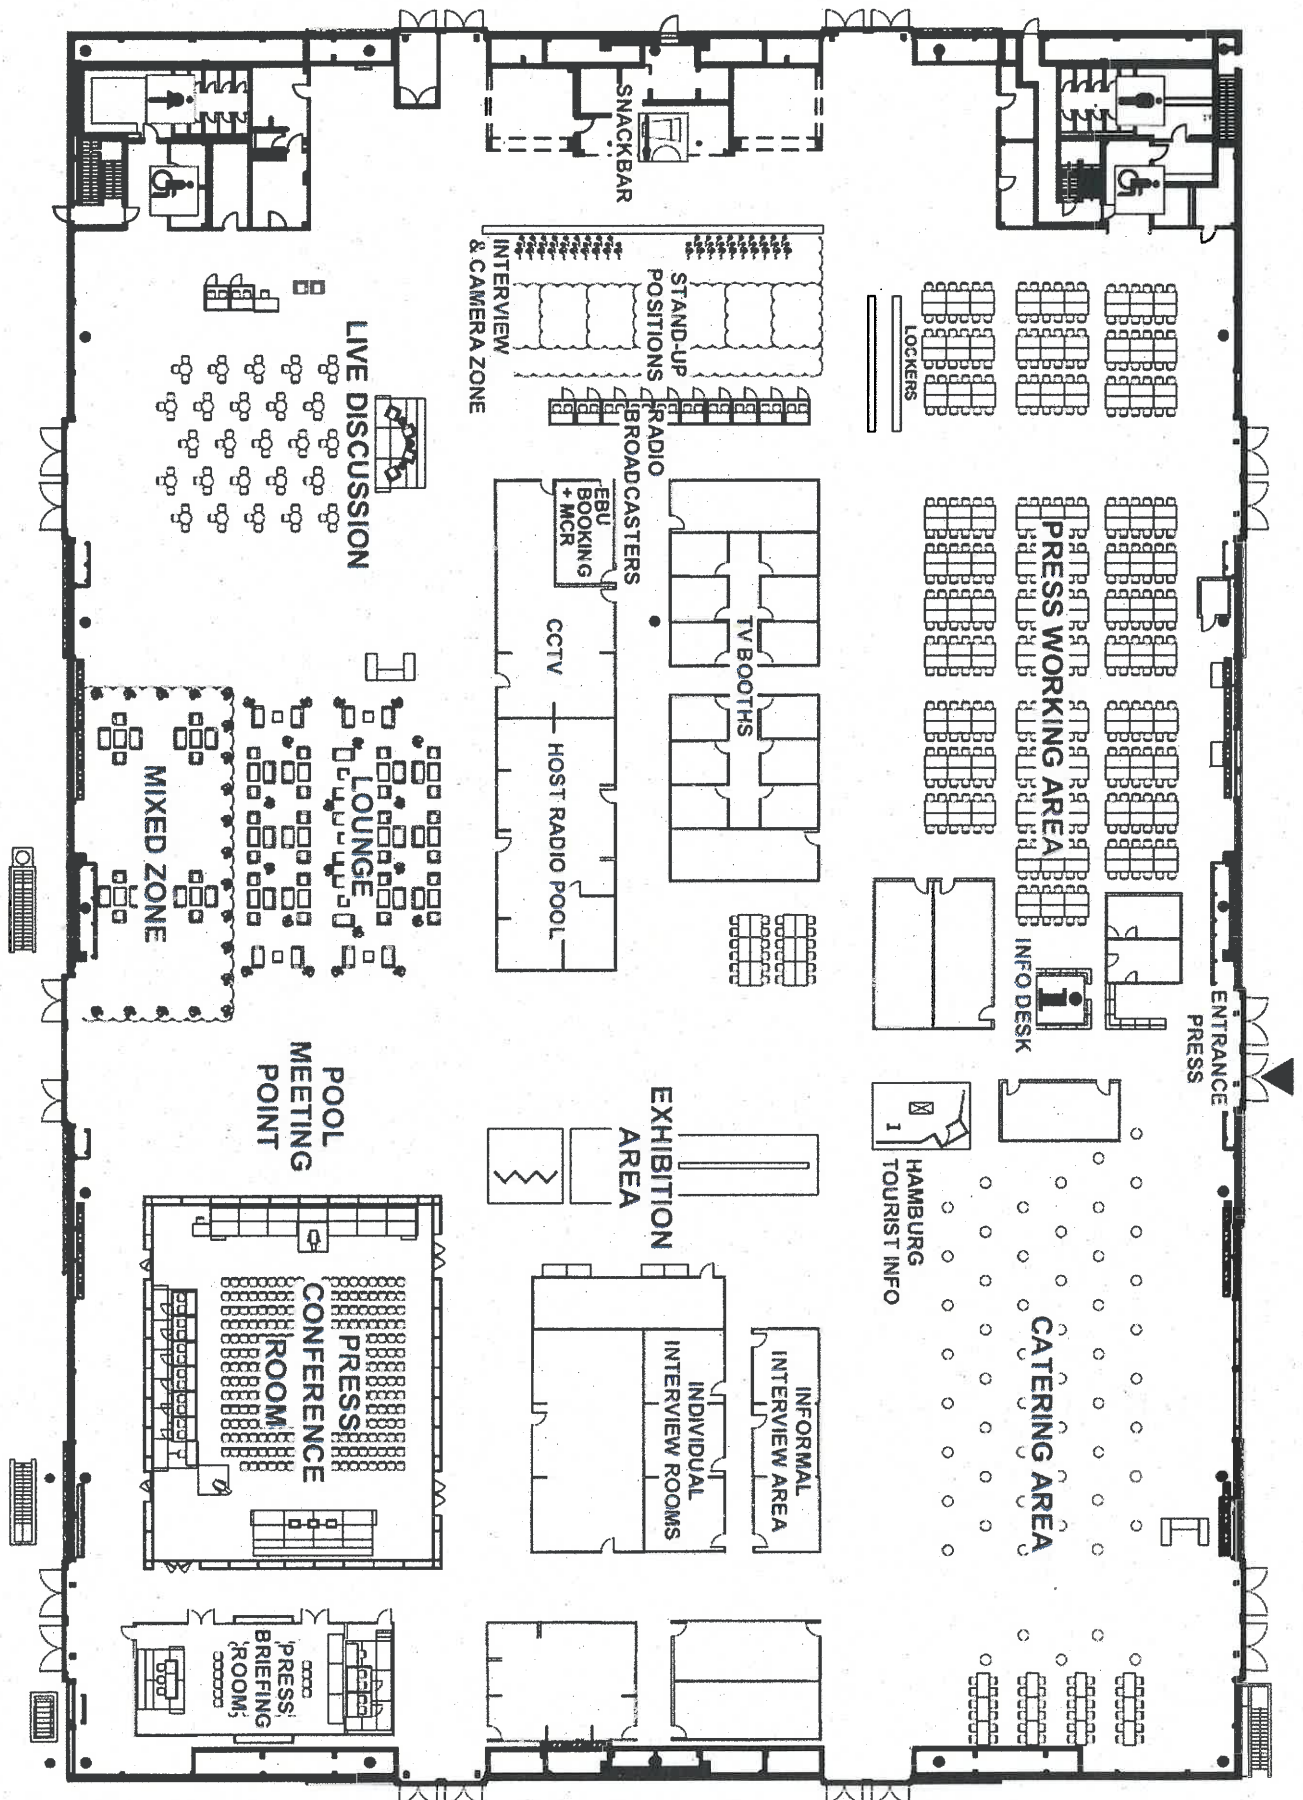 SNACKBAR
INTERVIEW
& CAMERA ZONE
STAND-UP
POSITIONS
LOCKERS
LIVE DISCUSSION
RADIO
BROADCASTERS
EBU
BOOKING
+ MCR
CCTV
TV BOOTHS
PRESS WORKING AREA
HOST RADIO POOL
LOUNGE
MIXED ZONE
INFO DESK
i
ENTRANCE
PRESS
POOL
MEETING
POINT
EXHIBITION
AREA
I
HAMBURG
TOURIST INFO
PRESS
CONFERENCE
ROOM
INDIVIDUAL
INTERVIEW ROOMS
INFORMAL
INTERVIEW AREA
CATERING AREA
'PRESS'
BRIEFING
'ROOM'